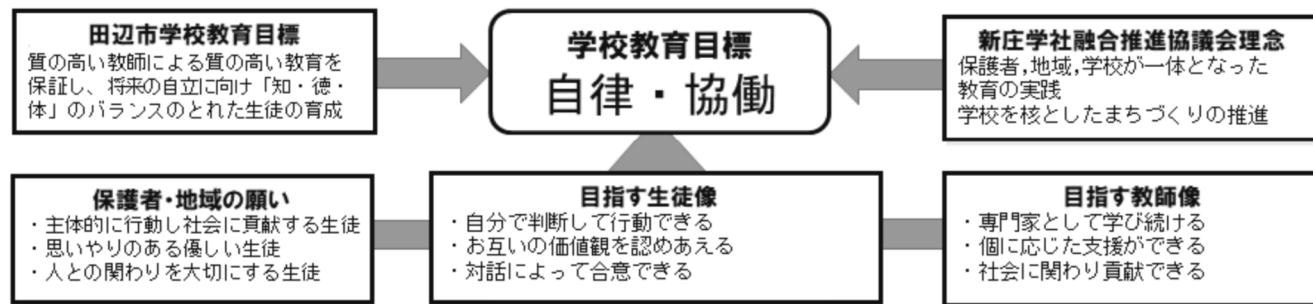 田辺市学校教育目標
質の高い教師による質の高い教育を
保証し、将来の自立に向け「知・徳・
体」のバランスのとれた生徒の育成
学校教育目標
自律・協働
新庄学社融合推進協議会理念
保護者,地域,学校が一体となった
教育の実践
学校を核としたまちづくりの推進
保護者・地域の願い
・主体的に行動し社会に貢献する生徒
・思いやりのある優しい生徒
・人との関わりを大切にする生徒
目指す生徒像
・自分で判断して行動できる
・お互いの価値観を認めあえる
・対話によって合意できる
目指す教師像
・専門家として学び続ける
・個に応じた支援ができる
・社会に関わり貢献できる